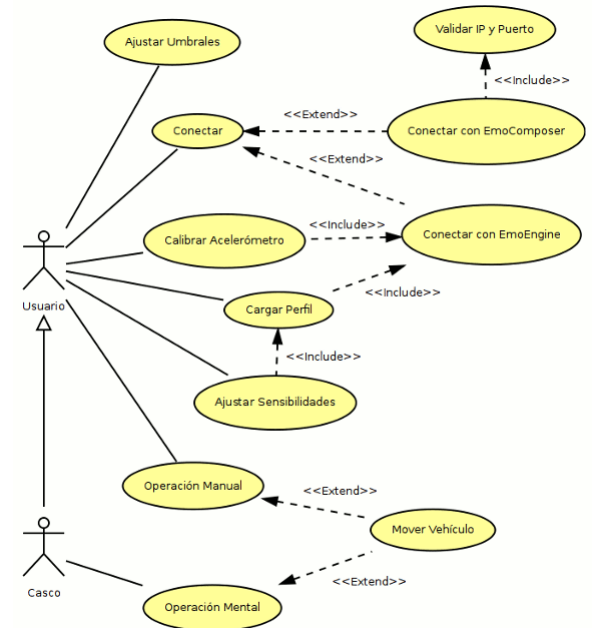 Ajustar Umbrales
Validar IP y Puerto
<<Include>>
<<Extend>>
Conectar
Conectar con EmoComposer
<<Extend>>
<<Include>>
Calibrar Acelerómetro
Conectar con EmoEngine
Usuario
<<Include>>
Cargar Perfil
<<Include>>
Ajustar Sensibilidades
Operación Manual
<<Extend>>
Mover Vehículo
<<Extend>>
Casco
Operación Mental